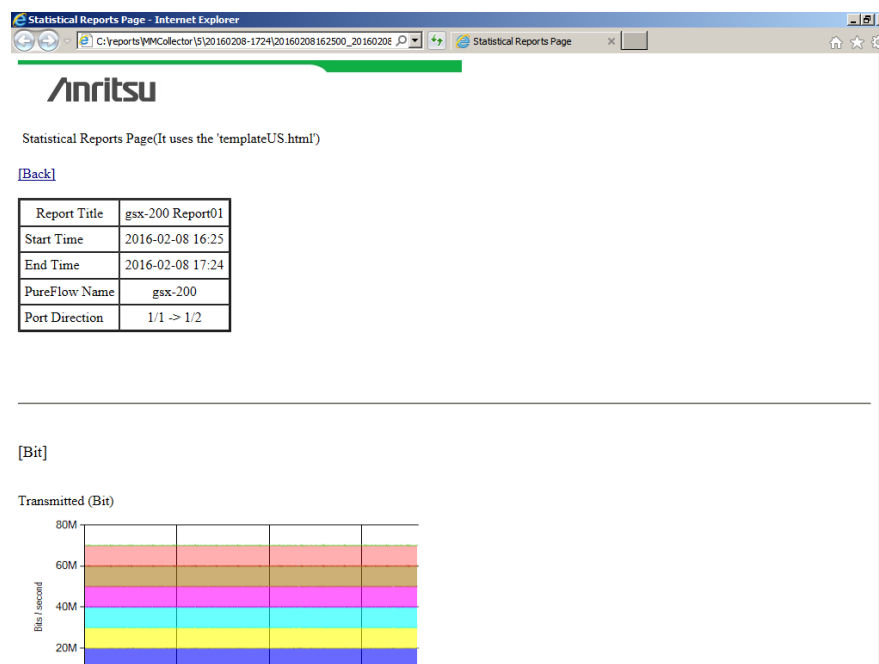 Statistical Reports Page - Internet Explorer
C:\reports\MMCollector\5\20160208-1724\20160208162500_20160208
Statistical Reports Page
Anritsu
Statistical Reports Page(It uses the 'templateUS.html')
[Back]
Report Title gsx-200 Report01
Start Time 2016-02-08 16:25
End Time 2016-02-08 17:24
PureFlow Name gsx-200
Port Direction 1/1 -> 1/2
[Bit]
Transmitted (Bit)
80M
60M
40M
20M
Bits / second